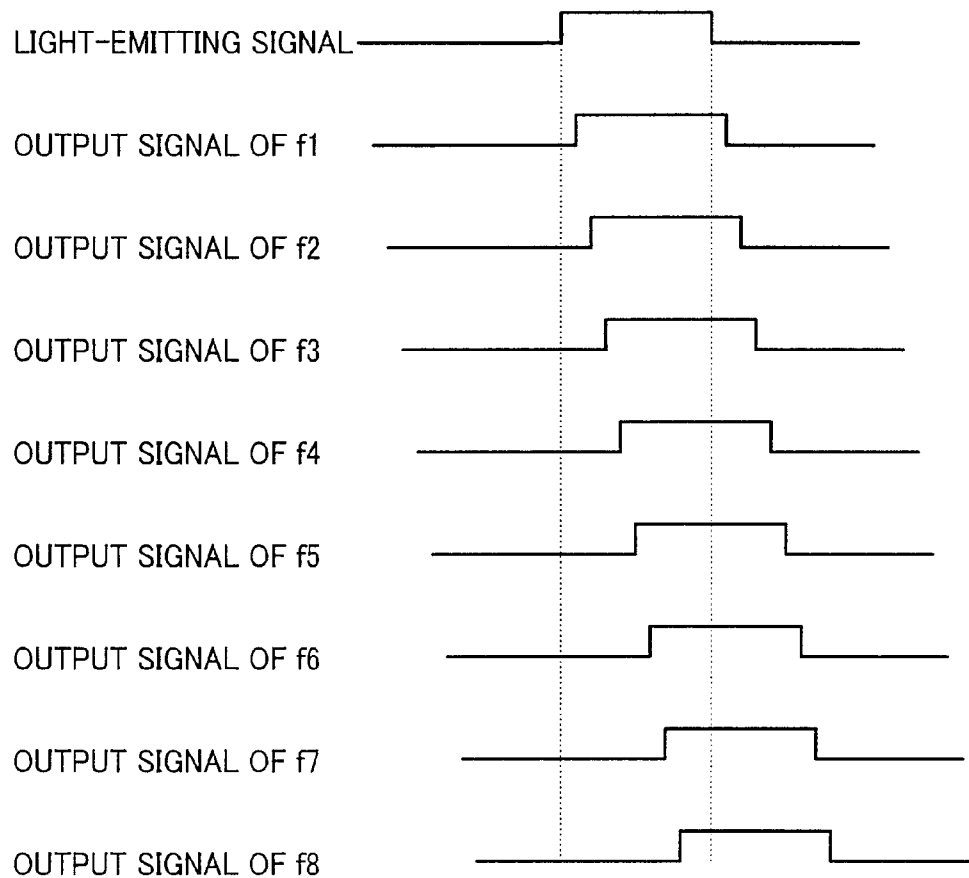 LIGHT-EMITTING SIGNAL
OUTPUT SIGNAL OF f1
OUTPUT SIGNAL OF f2
OUTPUT SIGNAL OF f3
OUTPUT SIGNAL OF f4
OUTPUT SIGNAL OF f5
OUTPUT SIGNAL OF f6
OUTPUT SIGNAL OF f7
OUTPUT SIGNAL OF f8